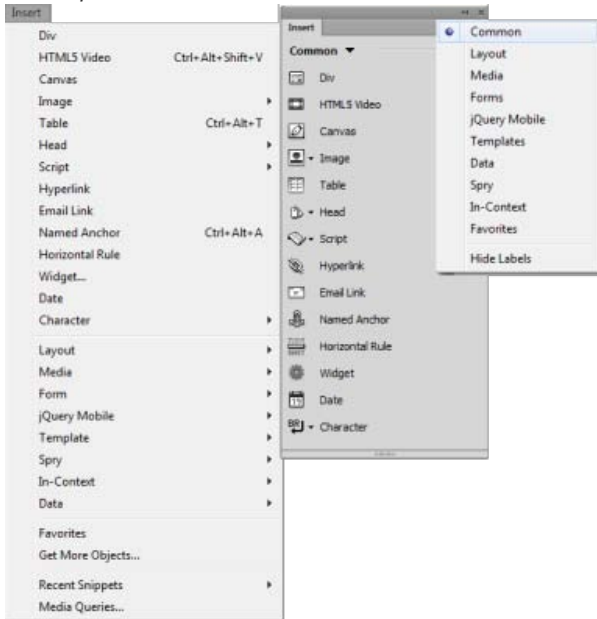 Insert
Div
HTML5 Video Ctrl+Alt+Shift+V
Canvas
Image
Table Ctrl+Alt+T
Head
Script
Hyperlink
Email Link
Named Anchor Ctrl+Alt+A
Horizontal Rule
Widget...
Date
Character
Layout
Media
Form
jQuery Mobile
Template
Spry
In-Context
Data
Favorites
Get More Objects...
Recent Snippets
Media Queries...
Insert
Common
Div
HTML5 Video
Canvas
Image
Table
Head
Script
Hyperlink
Email Link
Named Anchor
Horizontal Rule
Widget
19
Date
BR
Character
Common
Layout
Media
Forms
jQuery Mobile
Templates
Data
Spry
In-Context
Favorites
Hide Labels